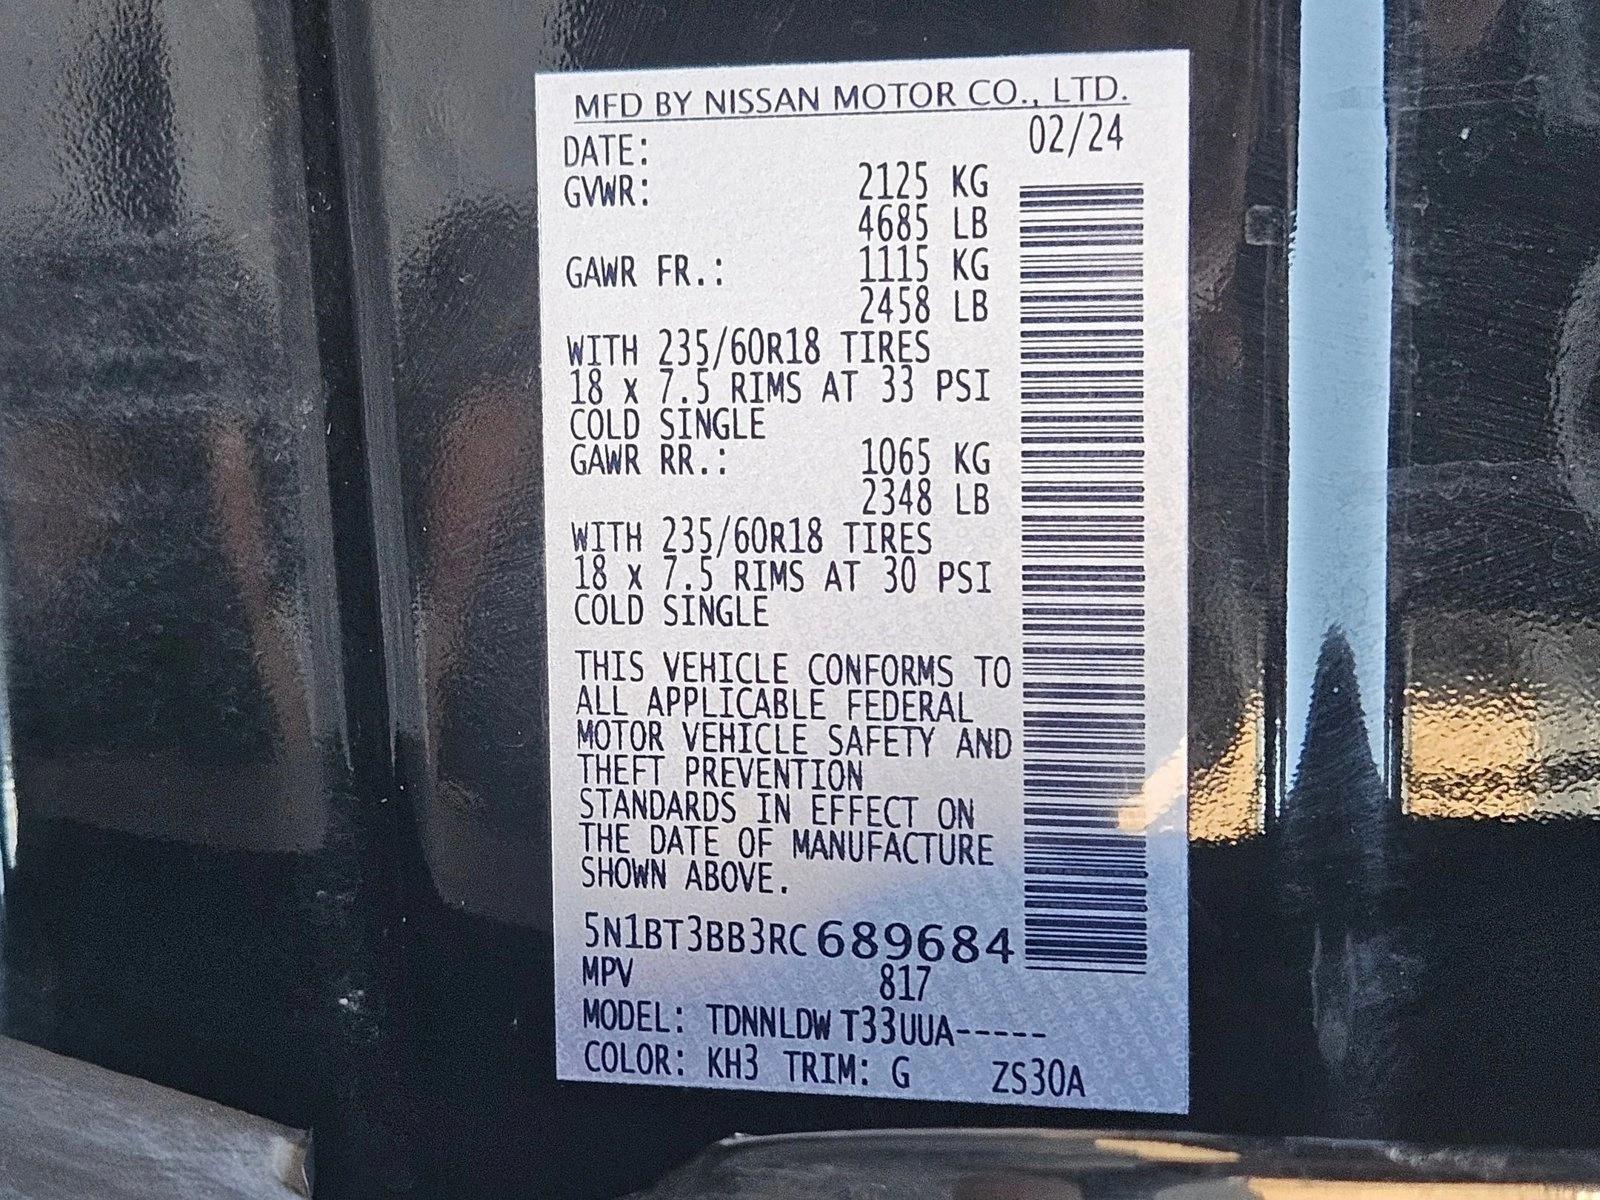 MFD BY NISSAN MOTOR CO., LTD.
DATE: 02/24
GVWR: 2125 KG
4685 LB
GAWR FR.: 1115 KG
2458 LB
WITH 235/60R18 TIRES
18 x 7.5 RIMS AT 33 PSI
COLD SINGLE
GAWR RR.: 1065 KG
2348 LB
WITH 235/60R18 TIRES
18 x 7.5 RIMS AT 30 PSI
COLD SINGLE
THIS VEHICLE CONFORMS TO
ALL APPLICABLE FEDERAL
MOTOR VEHICLE SAFETY AND
THEFT PREVENTION
STANDARDS IN EFFECT ON
THE DATE OF MANUFACTURE
SHOWN ABOVE.
5N1BT3BB3RC689684
MPV 817
MODEL: TDNNLDW T33UUA-----
COLOR: KH3 TRIM: G ZS30A